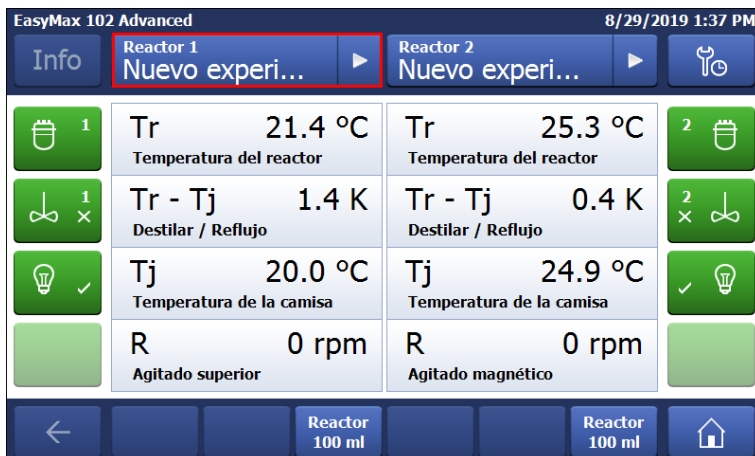 EasyMax 102 Advanced 8/29/2019 1:37 PM
Info
Reactor 1
Nuevo experi...
Reactor 2
Nuevo experi...
1
Tr 21.4 °C
Temperatura del reactor
Tr 25.3 °C
Temperatura del reactor
2
1
Tr - Tj 1.4 K
Destilar / Reflujo
Tr - Tj 0.4 K
Destilar / Reflujo
2
Tj 20.0 °C
Temperatura de la camisa
Tj 24.9 °C
Temperatura de la camisa
R 0 rpm
Agitado superior
R 0 rpm
Agitado magnético
Reactor
100 ml
Reactor
100 ml